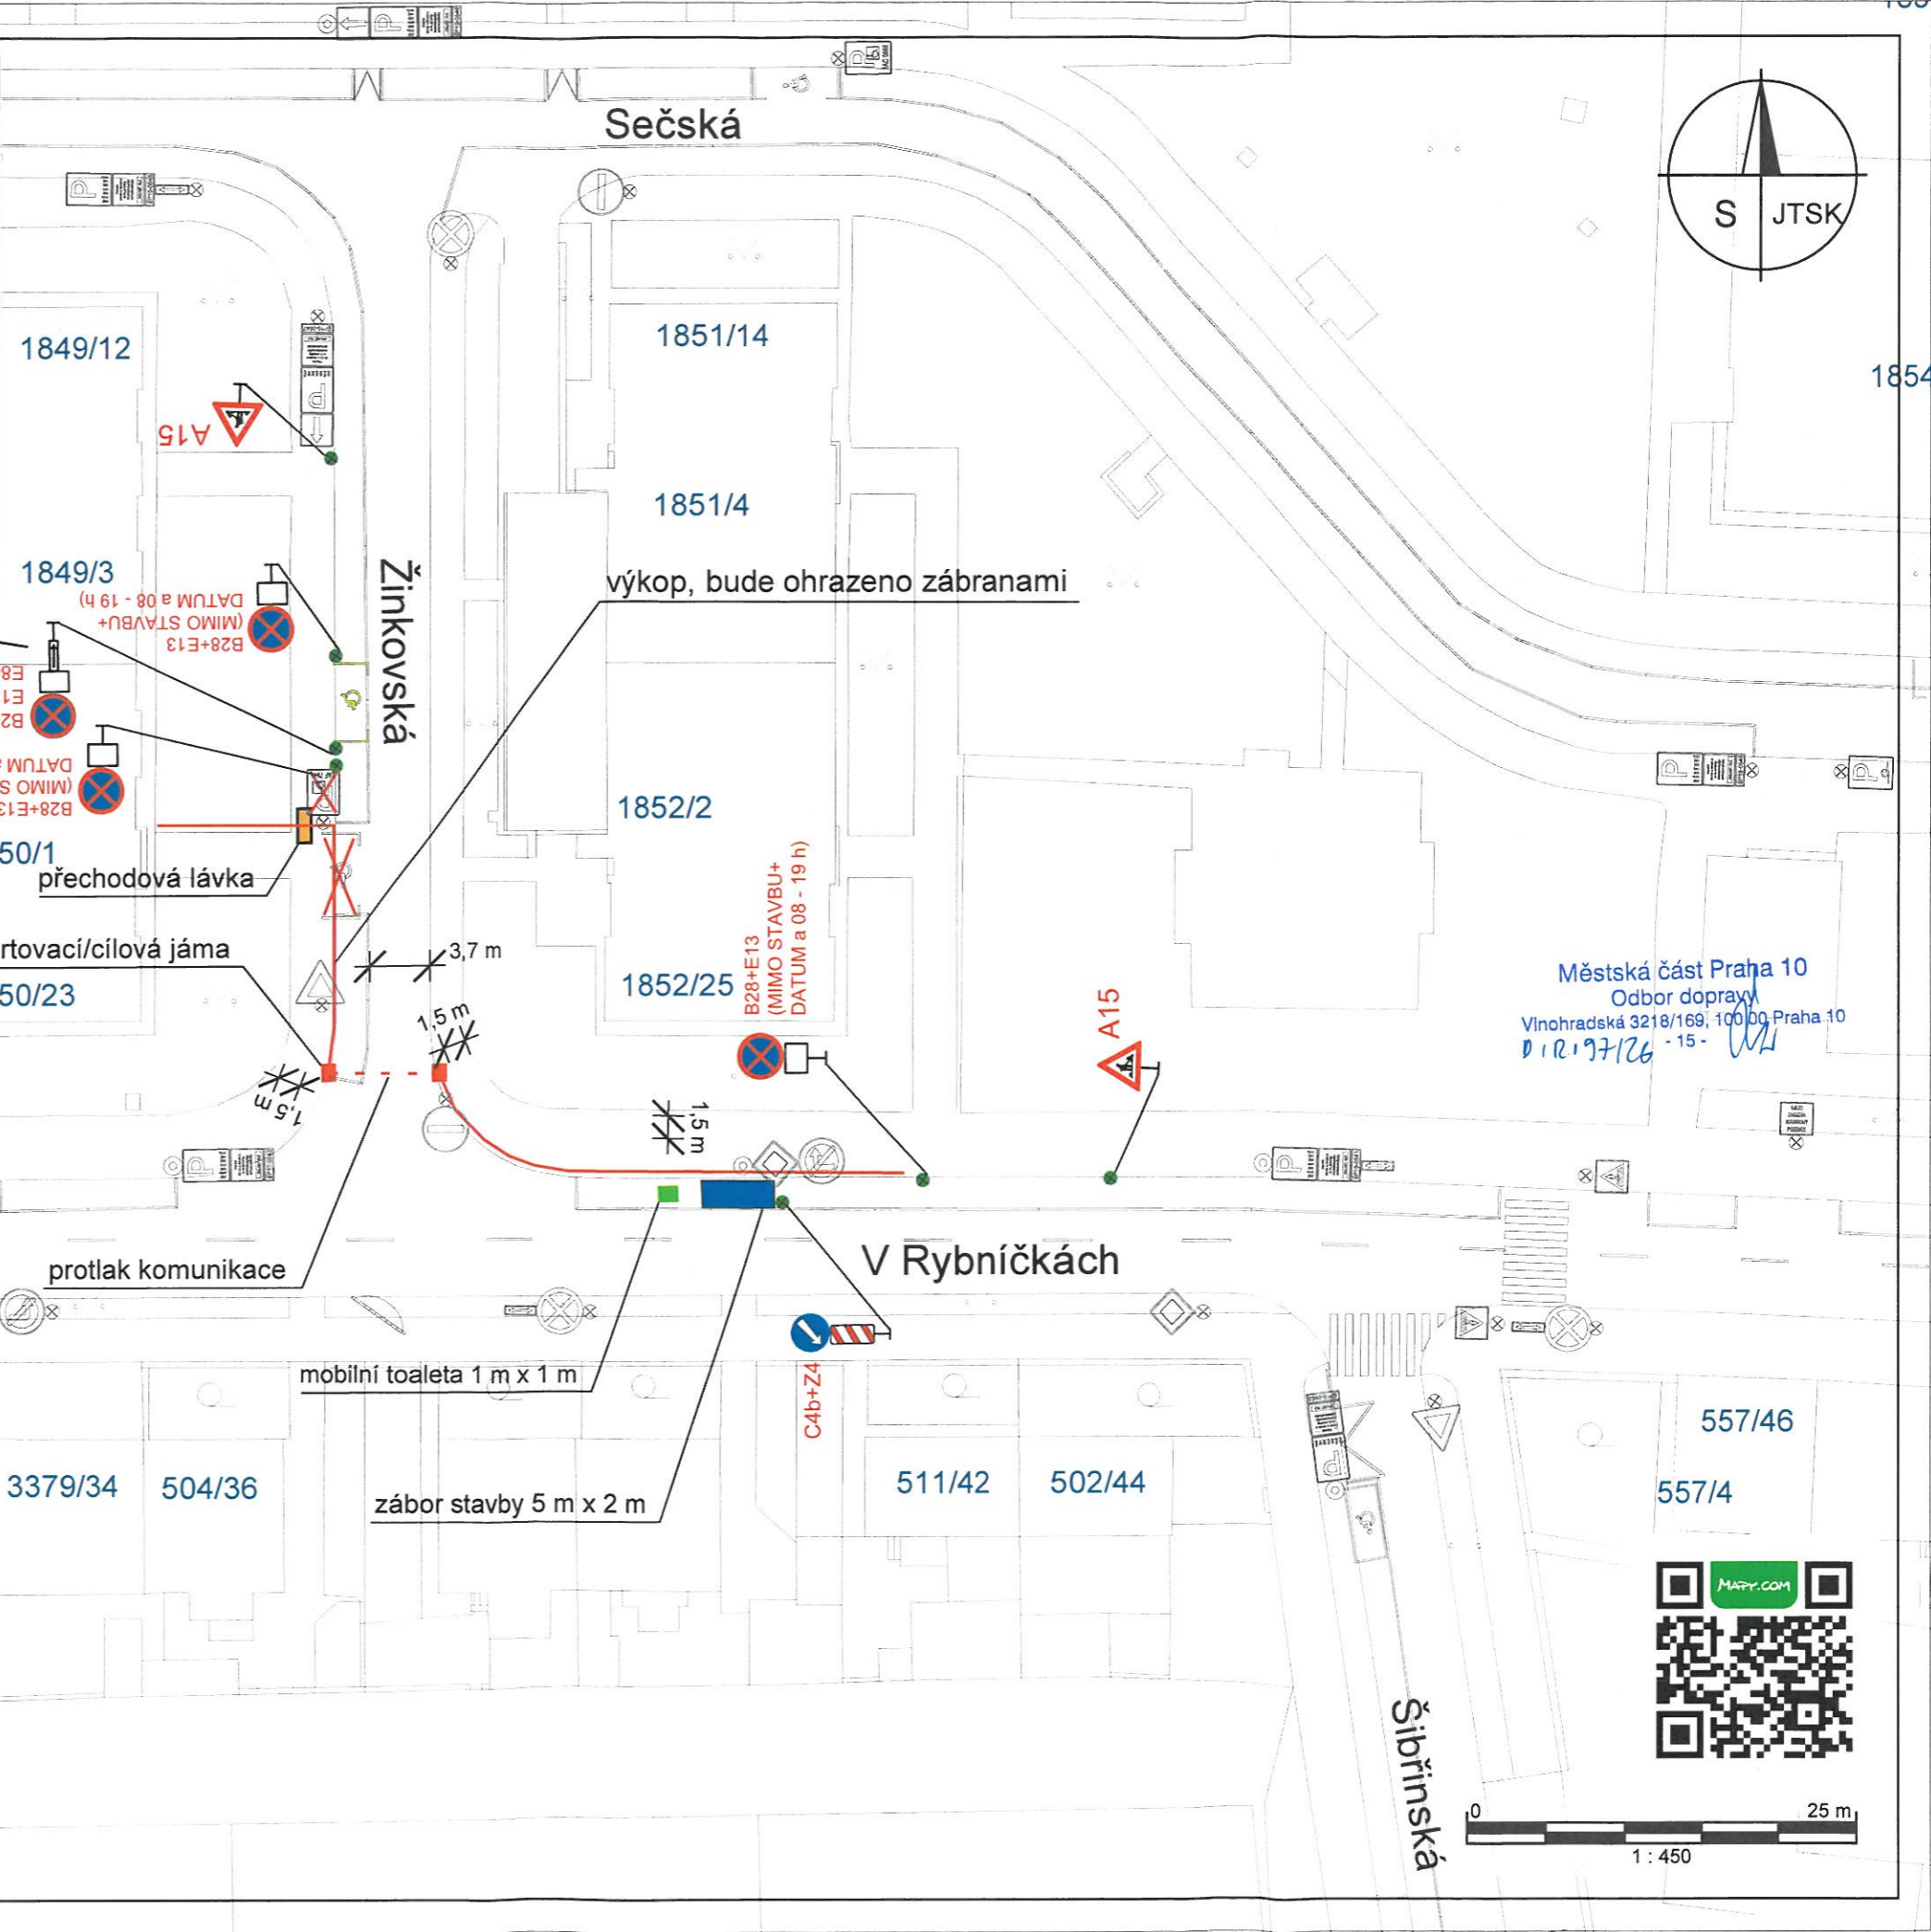 Sečská
S JTSK
1849/12
1851/14
1854
A15
1851/4
1849/3
Žinkovská
výkop, bude ohrazeno zábranami
B28+E13
(MIMO STAVBU+
DATUM a 08 - 19 h)
B28+E13
DATUM
1852/2
50/1
přechodová lávka
rtovací/cílová jáma
50/23
3,7 m
1,5 m
1,5 m
1852/25
B28+E13
(MIMO STAVBU+
DATUM a 08 - 19 h)
A15
Městská část Praha 10
Odbor dopravy
Vinohradská 3218/169, 100 00 Praha 10
- 15 -
1,5 m
protlak komunikace
V Rybníčkách
mobilní toaleta 1 m x 1 m
C4b+Z4
zábor stavby 5 m x 2 m
3379/34
504/36
511/42
502/44
557/46
557/4
MAPY.COM
Šibřinská
0 25 m
1 : 450